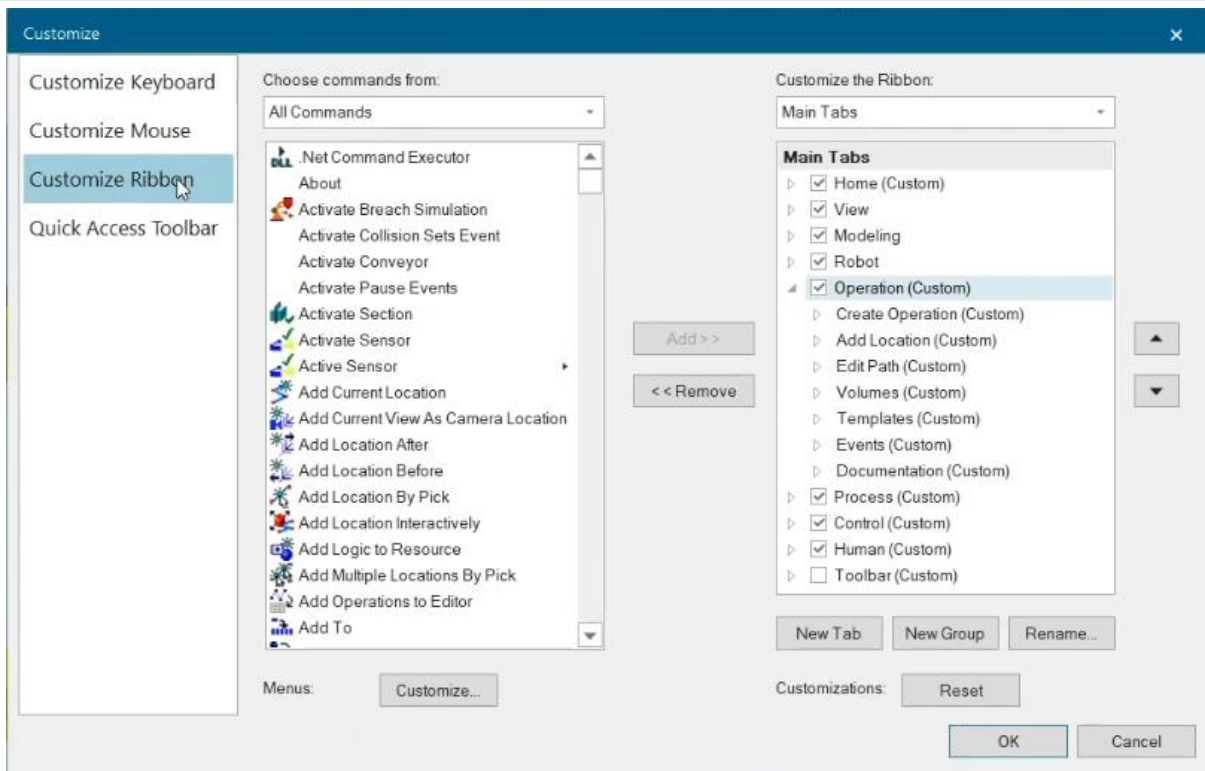 Customize
Customize Keyboard
Customize Mouse
Customize Ribbon
Quick Access Toolbar
Choose commands from:
All Commands
.Net Command Executor
About
Activate Breach Simulation
Activate Collision Sets Event
Activate Conveyor
Activate Pause Events
Activate Section
Activate Sensor
Active Sensor
Add Current Location
Add Current View As Camera Location
Add Location After
Add Location Before
Add Location By Pick
Add Location Interactively
Add Logic to Resource
Add Multiple Locations By Pick
Add Operations to Editor
Add To
Menus:
Customize...
Add >>
<< Remove
Customize the Ribbon:
Main Tabs
Main Tabs
Home (Custom)
View
Modeling
Robot
Operation (Custom)
Create Operation (Custom)
Add Location (Custom)
Edit Path (Custom)
Volumes (Custom)
Templates (Custom)
Events (Custom)
Documentation (Custom)
Process (Custom)
Control (Custom)
Human (Custom)
Toolbar (Custom)
New Tab
New Group
Rename...
Customizations:
Reset
OK
Cancel